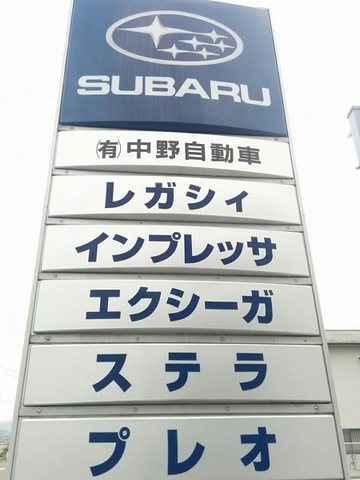 SUBARU
㈲中野自動車
レガシィ
インプレッサ
エクシーガ
ステラ
プレオ